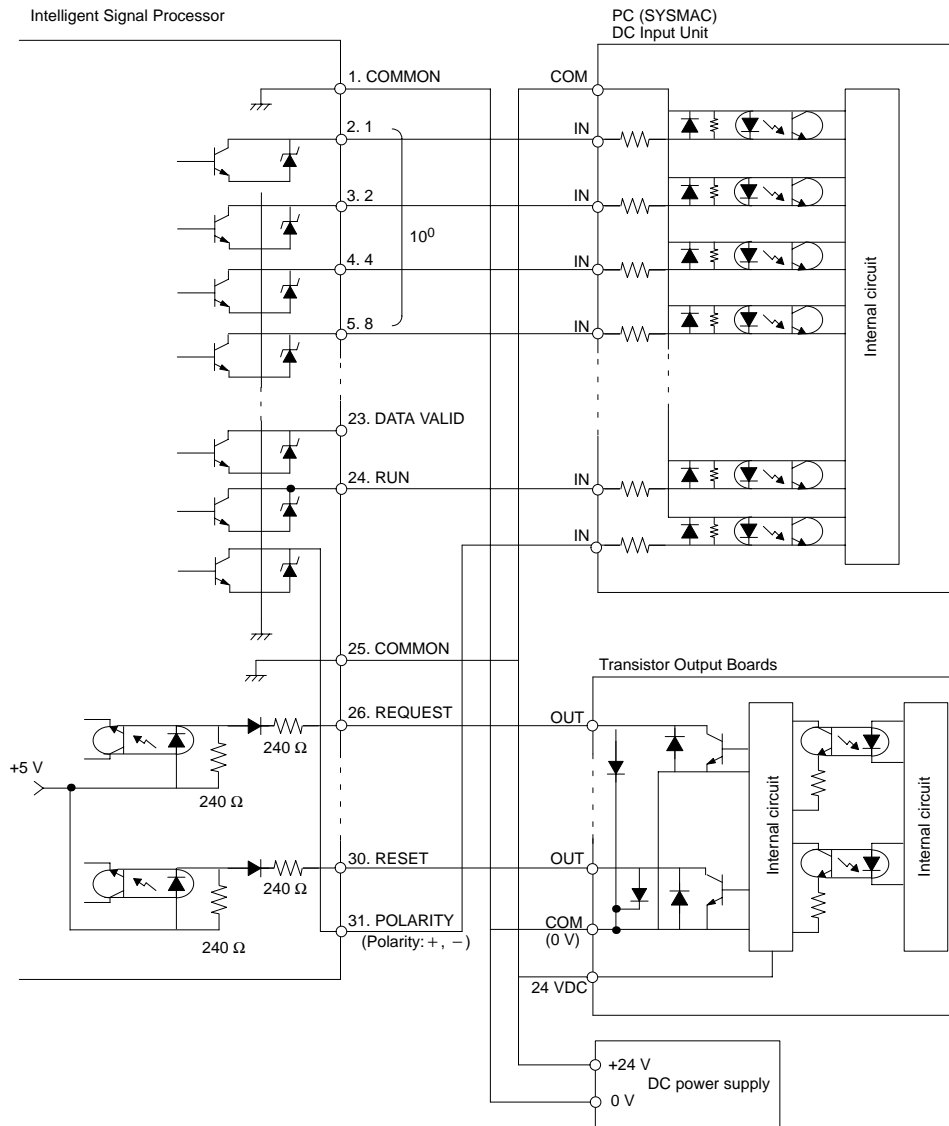 Intelligent Signal Processor
PC (SYSMAC)
DC Input Unit
1. COMMON
COM
2. 1
IN
3. 2
IN
10⁰
4. 4
IN
5. 8
IN
Internal circuit
23. DATA VALID
24. RUN
IN
IN
25. COMMON
Transistor Output Boards
26. REQUEST
OUT
240 Ω
+5 V
240 Ω
Internal circuit
Internal circuit
30. RESET
OUT
240 Ω
31. POLARITY
(Polarity: +, −)
COM
(0 V)
240 Ω
24 VDC
+24 V
DC power supply
0 V